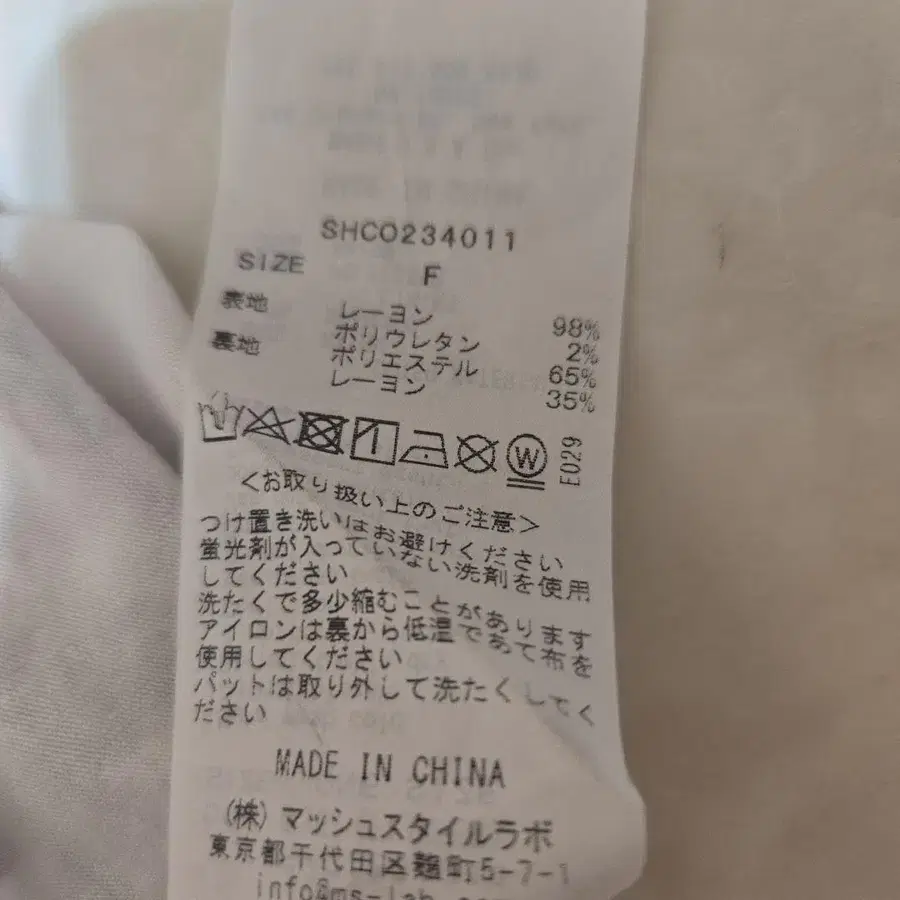 SHCO234011
SIZE F
表地 レーヨン 98%
ポリウレタン 2%
裏地 ポリエステル 65%
レーヨン 35%
W E029
<お取り扱い上のご注意>
つけ置き洗いはお避けください
蛍光剤が入っていない洗剤を使用
してください
洗たくで多少縮むことがあります
アイロンは裏から低温であて布を
使用してください
パットは取り外して洗たくしてく
ださい
MADE IN CHINA
(株)マッシュスタイルラボ
東京都千代田区麹町5-7-1